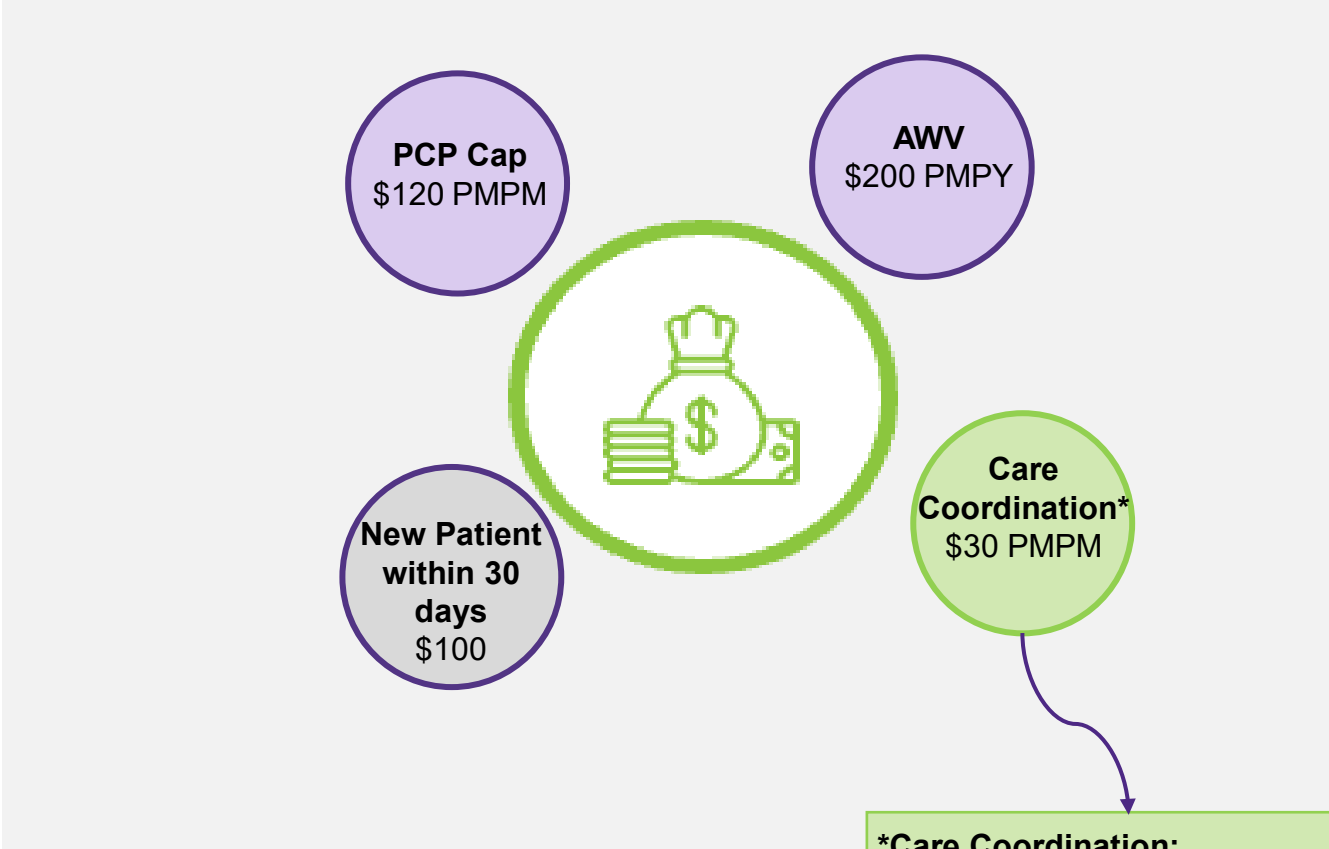 PCP Cap
$120 PMPM
AWV
$200 PMPY
$
Care
Coordination*
$30 PMPM
New Patient
within 30
days
$100
*Care Coordination: